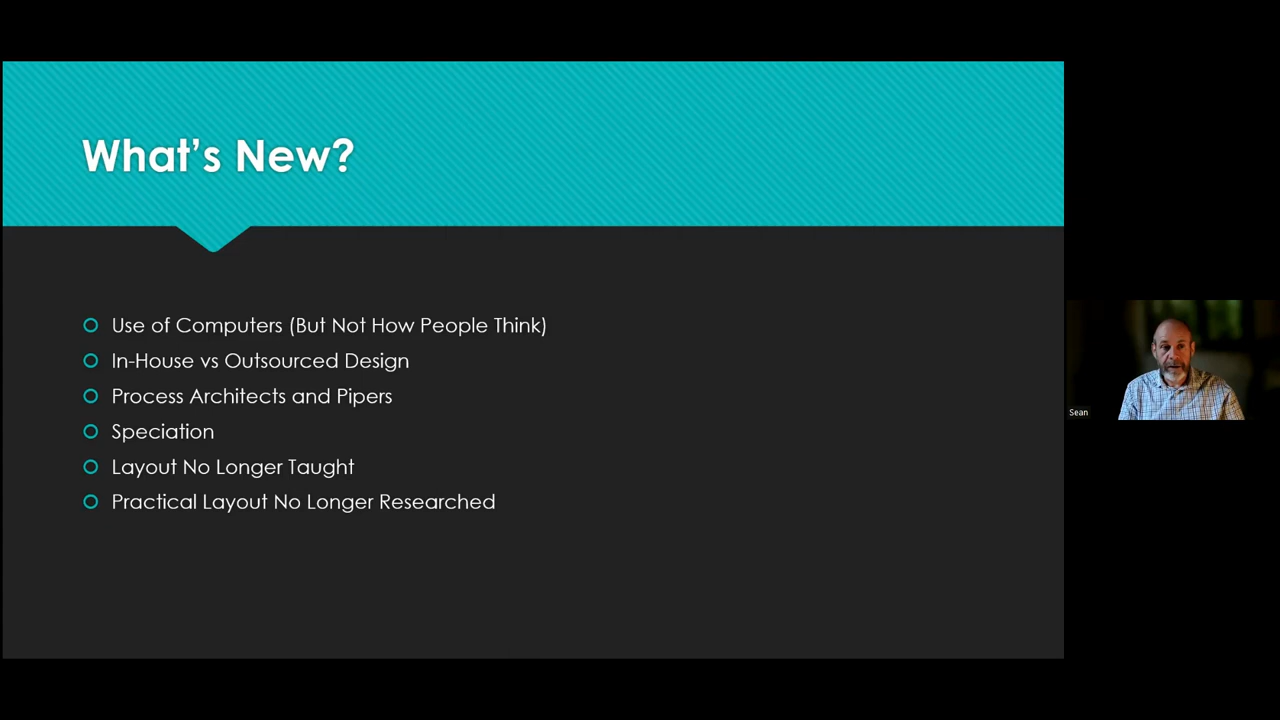 What's New?
Use of Computers (But Not How People Think)
In-House vs Outsourced Design
Process Architects and Pipers
Speciation
Layout No Longer Taught
Practical Layout No Longer Researched
Sean